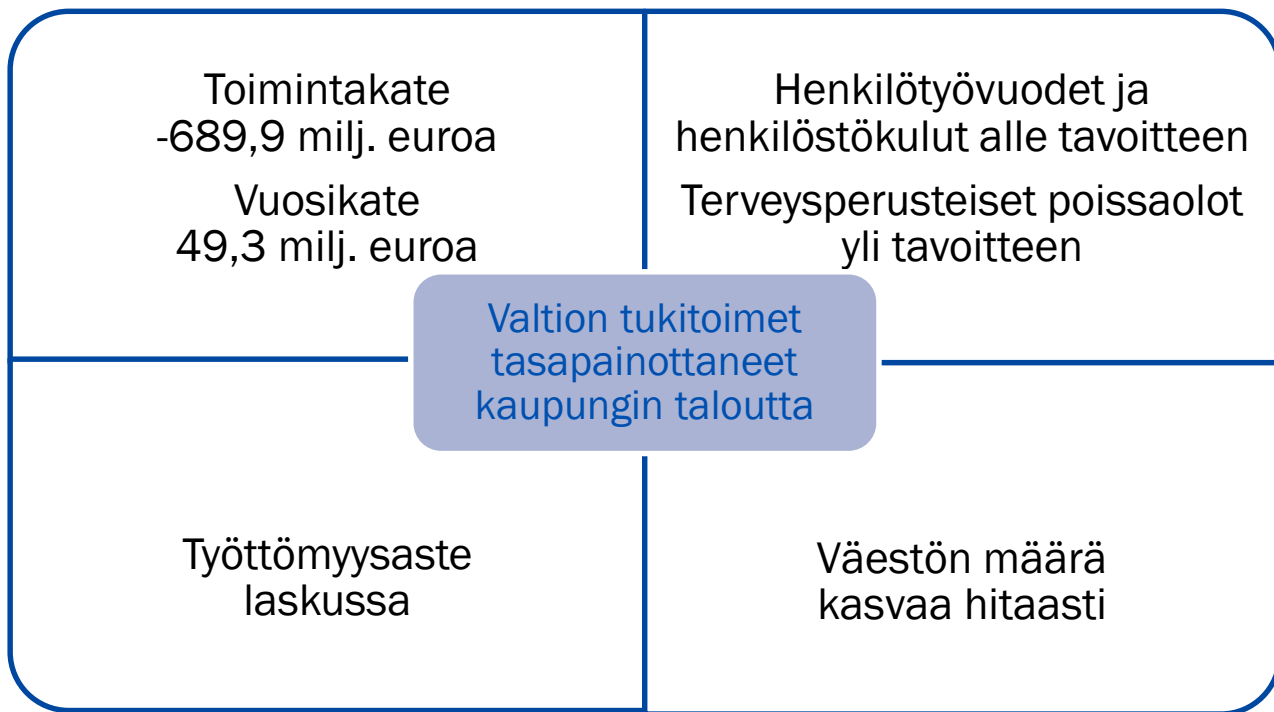 Toimintakate
-689,9 milj. euroa
Vuosikate
49,3 milj. euroa
Henkilötyövuodet ja
henkilöstökulut alle tavoitteen
Terveysperusteiset poissaolot
yli tavoitteen
Valtion tukitoimet
tasapainottaneet
kaupungin taloutta
Työttömyysaste
laskussa
Väestön määrä
kasvaa hitaasti